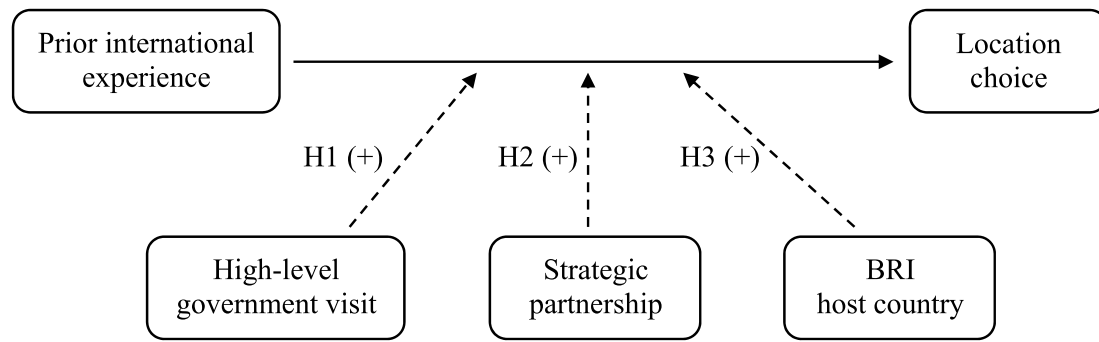 Prior international
experience
Location
choice
H1 (+)
H2 (+)
H3 (+)
High-level
government visit
Strategic
partnership
BRI
host country